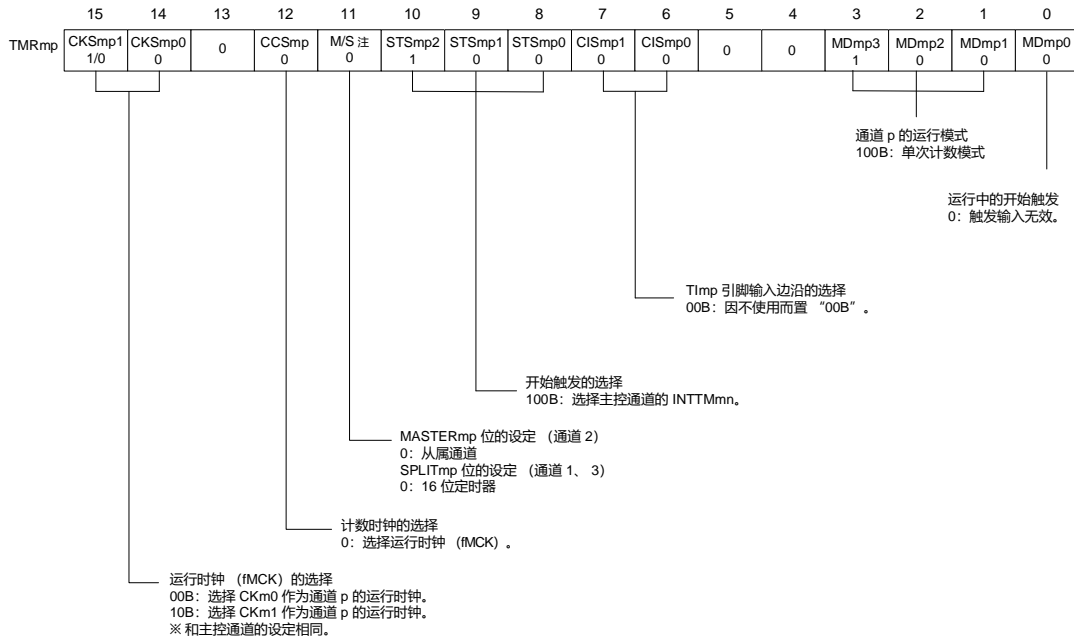 15 14 13 12 11 10 9 8 7 6 5 4 3 2 1 0
TMRmp CKSmp1 CKSmp0 0 CCSmp M/S 注 STSmp2 STSmp1 STSmp0 CISmp1 CISmp0 0 0 MDmp3 MDmp2 MDmp1 MDmp0
1/0 0 0 0 1 0 0 0 0 1 0 0 0
通道 p 的运行模式
100B：单次计数模式
运行中的开始触发
0：触发输入无效。
TImp 引脚输入边沿的选择
00B：因不使用而置 “00B” 。
开始触发的选择
100B：选择主控通道的 INTTMmn。
MASTERmp 位的设定 （通道 2）
0：从属通道
SPLITmp 位的设定 （通道 1、 3）
0：16 位定时器
计数时钟的选择
0：选择运行时钟 （fMCK） 。
运行时钟 （fMCK）的选择
00B：选择 CKm0 作为通道 p 的运行时钟。
10B：选择 CKm1 作为通道 p 的运行时钟。
※ 和主控通道的设定相同。